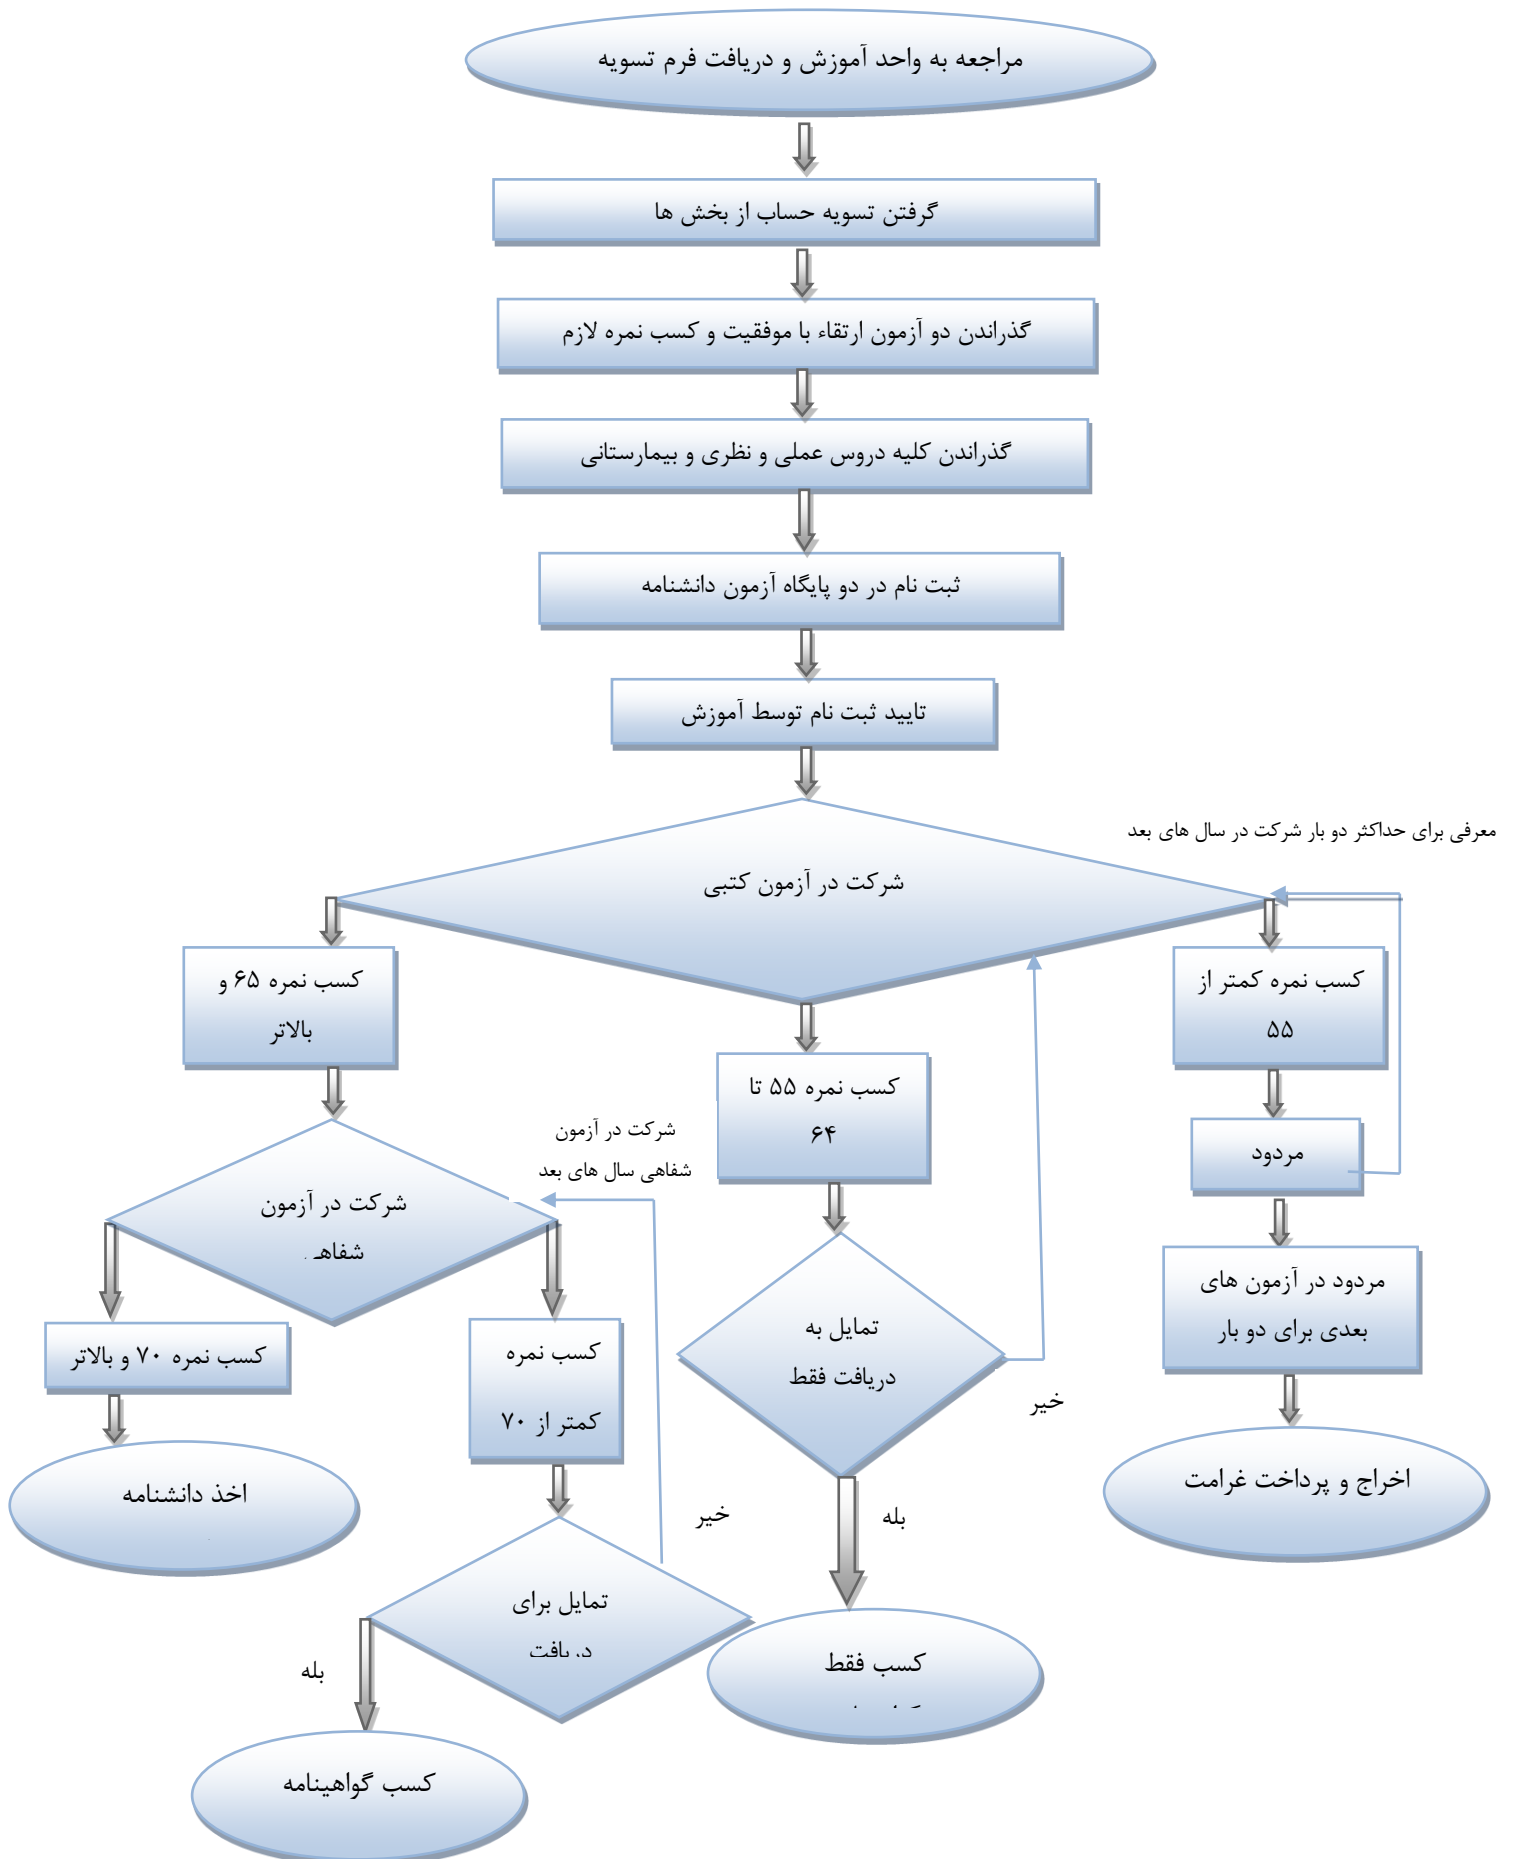 مراجعه به واحد آموزش و دریافت فرم تسویه
گرفتن تسویه حساب از بخش ها
گذراندن دو آزمون ارتقاء با موفقیت و کسب نمره لازم
گذراندن کلیه دروس عملی و نظری و بیمارستانی
ثبت نام در دو پایگاه آزمون دانشنامه
تایید ثبت نام توسط آموزش
معرفی برای حداکثر دو بار شرکت در سال های بعد
شرکت در آزمون کتبی
کسب نمره کمتر از
۵۵
مردود
مردود در آزمون های
بعدی برای دو بار
اخراج و پرداخت غرامت
کسب نمره ۵۵ تا
۶۴
تمایل به
دریافت فقط
خیر
بله
کسب فقط
کسب نمره ۶۵ و
بالاتر
شرکت در آزمون
شفاهی سال های بعد
شرکت در آزمون
کسب نمره ۷۰ و بالاتر
اخذ دانشنامه
کسب نمره
کمتر از ۷۰
خیر
تمایل برای
دریافت
بله
کسب گواهینامه